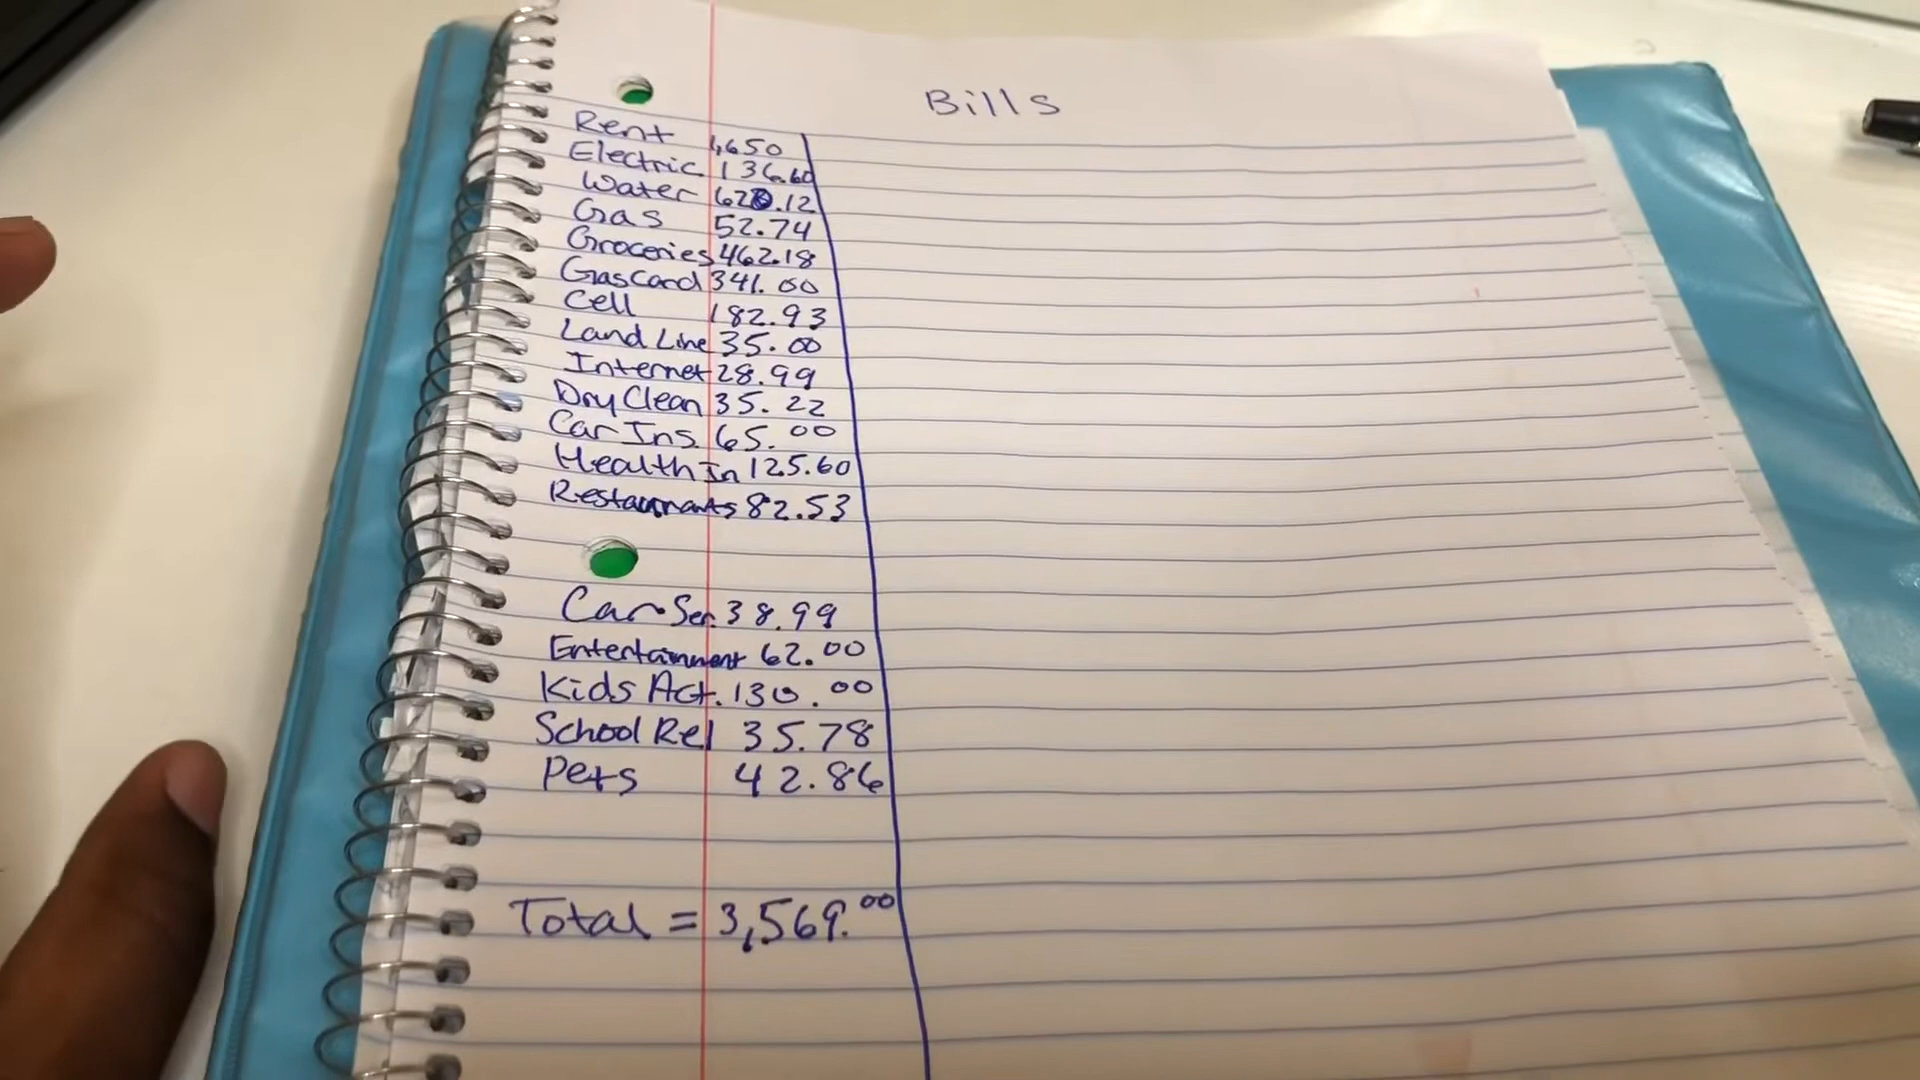 Bills
Rent 1,650
Electric 136.60
Water 62.12
Gas 52.74
Groceries 462.18
Gas Card 341.00
Cell 182.93
Land Line 35.00
Internet 28.99
Dry Clean 35.22
Car Ins. 65.00
Health In 125.60
Restaurants 82.53
Car Ser. 38.99
Entertainment 62.00
Kids Act. 130.00
School Rel 35.78
Pets 42.86
Total = 3,569.00